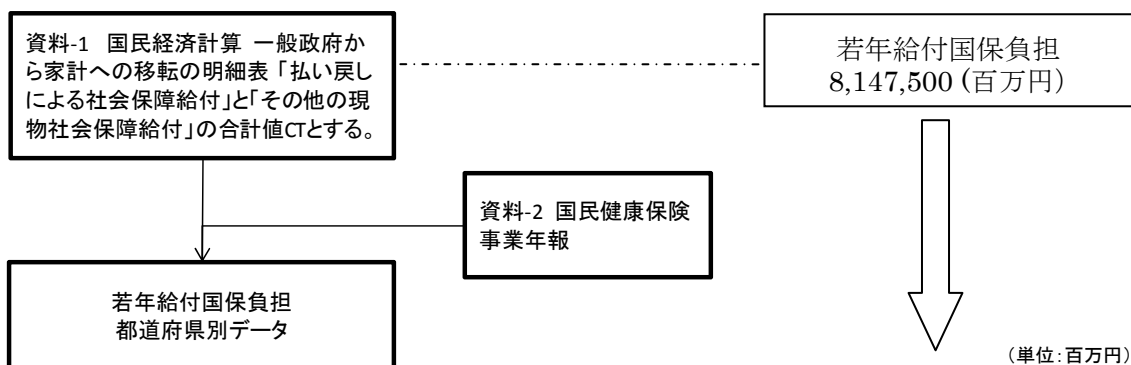 資料-1 国民経済計算 一般政府か
ら家計への移転の明細表 「払い戻し
による社会保障給付」と「その他の現
物社会保障給付」の合計値CTとする。
若年給付国保負担
8,147,500 (百万円)
資料-2 国民健康保険
事業年報
若年給付国保負担
都道府県別データ
(単位:百万円)